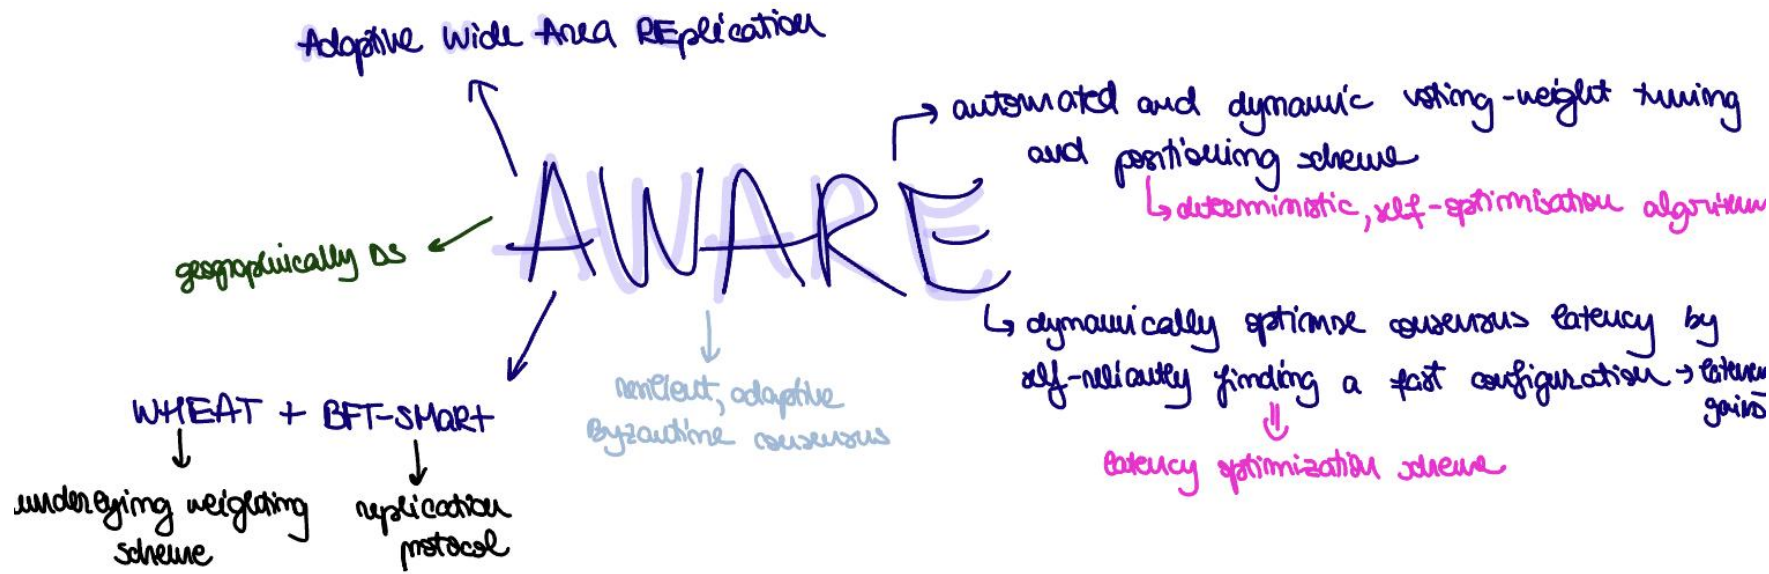 Adaptive Wide Area REplication
automated and dynamic voting-weight tuning
and positioning scheme
deterministic, self-optimisation algorithm
AWARE
geographically DS
dynamically optimise consensus latency by
self-reliantly finding a fast configuration → latency
gains
latency optimization scheme
resilient, adaptive
Byzantine consensus
WHEAT + BFT-SMaRt
underlying weighting
scheme
replication
protocol